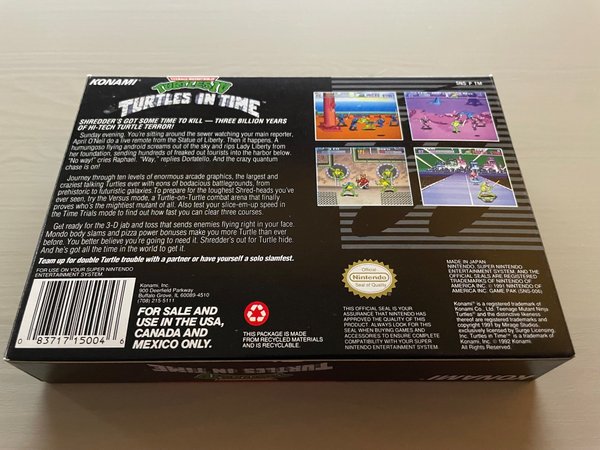 KONAMI®
TEENAGE MUTANT NINJA
TURTLES IV
TURTLES IN TIME™
SNS P-TM
SHREDDER'S GOT SOME TIME TO KILL — THREE BILLION YEARS
OF HI-TECH TURTLE TERROR!
Sunday evening. You're sitting around the sewer watching your main reporter,
April O'Neil do a live remote from the Statue of Liberty. Then it happens. A
humungoso flying android screams out of the sky and rips Lady Liberty from
her foundation, sending hundreds of freaked out tourists into the harbor below.
"No way!" cries Raphael. "Way," replies Donatello. And the crazy quantum
chase is on!
Journey through ten levels of enormous arcade graphics, the largest and
craziest talking Turtles ever with eons of bodacious battlegrounds, from
prehistoric to futuristic galaxies.To prepare for the toughest Shred-heads you've
ever seen, try the Versus mode, a Turtle-on-Turtle combat arena that finally
proves who's the mightiest mutant of all. Also test your slice-em-up speed in
the Time Trials mode to find out how fast you can clear three courses.
Get ready for the 3-D jab and toss that sends enemies flying right in your face.
Mondo body slams and pizza power bonuses make you more Turtle than ever
before. You better believe you're going to need it. Shredder's out for Turtle hide.
And he's got all the time in the world to get it.
Team up for double Turtle trouble with a partner or have yourself a solo slamfest.
FOR USE ON YOUR SUPER NINTENDO
ENTERTAINMENT SYSTEM
0 83717 15004 6
Konami, Inc.
900 Deerfield Parkway
Buffalo Grove, IL 60089-4510
(708) 215-5111
FOR SALE AND
USE IN THE USA,
CANADA AND
MEXICO ONLY.
THIS PACKAGE IS MADE
FROM RECYCLED MATERIALS
AND IS RECYCLABLE.
Official
Nintendo
Seal of Quality
THIS OFFICIAL SEAL IS YOUR
ASSURANCE THAT NINTENDO HAS
APPROVED THE QUALITY OF THIS
PRODUCT. ALWAYS LOOK FOR THIS
SEAL WHEN BUYING GAMES AND
ACCESSORIES TO ENSURE COMPLETE
COMPATIBILITY WITH YOUR SUPER
NINTENDO ENTERTAINMENT SYSTEM.
MADE IN JAPAN
NINTENDO, SUPER NINTENDO
ENTERTAINMENT SYSTEM, AND THE
OFFICIAL SEALS ARE TRADEMARKS
OF NINTENDO OF AMERICA INC.
© 1991 NINTENDO OF
AMERICA INC. GAME PAK (SNS-006)
Konami® is a registered trademark of
Konami Co., Ltd. Teenage Mutant Ninja
Turtles® and the distinctive likeness
thereof are registered trademarks and
copyright 1991 by Mirage Studios.
exclusively licensed by Surge Licensing.
Turtles in Time™ is a trademark of
Konami, Inc. © 1992 Konami.
All Rights Reserved.
TURTLES IN TIME
KONAMI®